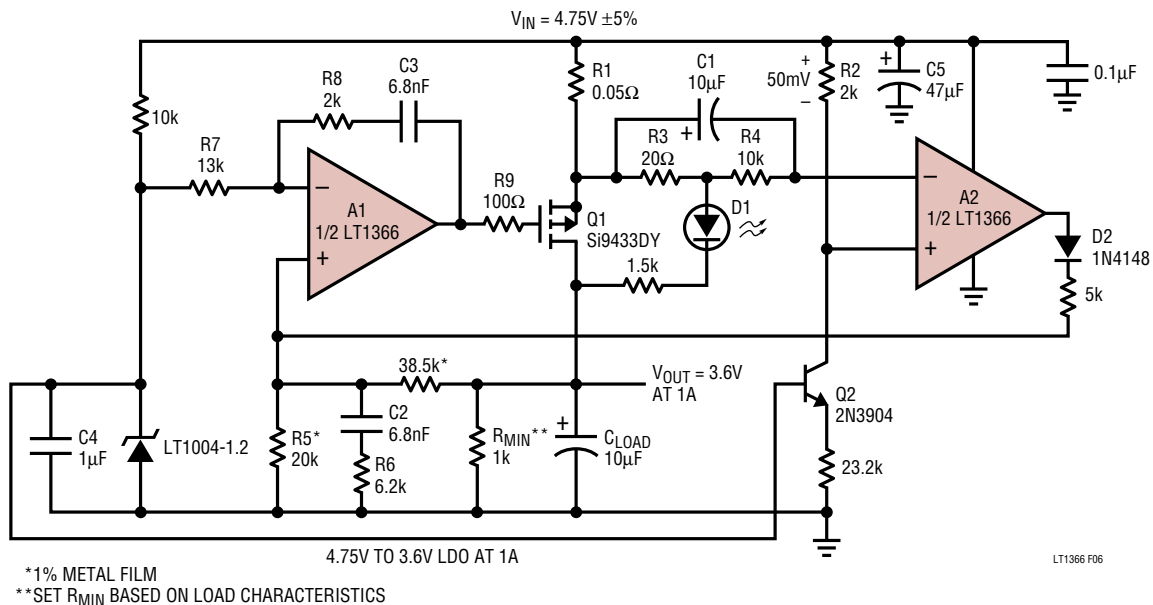 V_IN = 4.75V ±5%
10k
R7
13k
R8
2k
C3
6.8nF
−
A1
1/2 LT1366
+
R9
100Ω
Q1
Si9433DY
R1
0.05Ω
C1
10µF
+
R3
20Ω
R4
10k
D1
1.5k
+
50mV
−
R2
2k
+
C5
47µF
0.1µF
−
A2
1/2 LT1366
+
D2
1N4148
5k
38.5k*
V_OUT = 3.6V
AT 1A
Q2
2N3904
23.2k
C4
1µF
LT1004-1.2
R5*
20k
C2
6.8nF
R6
6.2k
R_MIN**
1k
+
C_LOAD
10µF
4.75V TO 3.6V LDO AT 1A
LT1366 F06
*1% METAL FILM
**SET R_MIN BASED ON LOAD CHARACTERISTICS